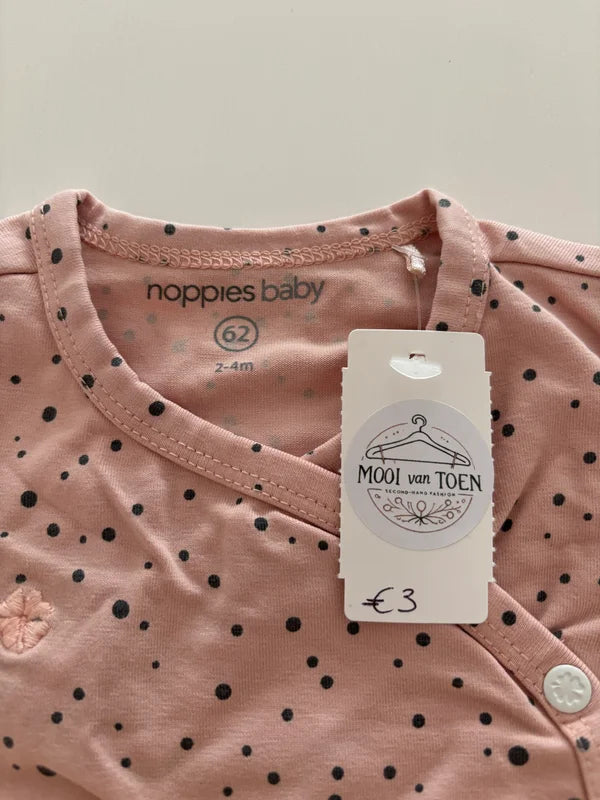 noppies baby
62
2-4m
MOOI van TOEN
SECOND-HAND FASHION
€3